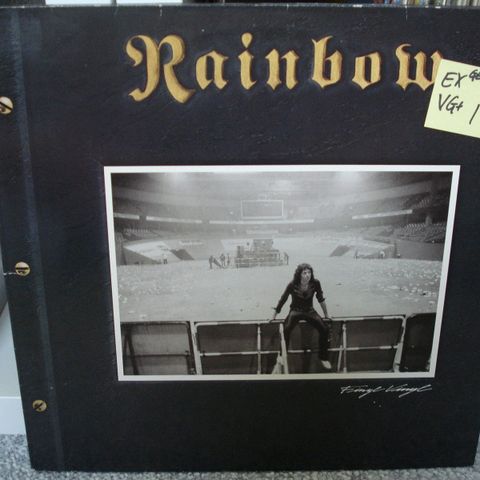 Rainbow
EX
VG+
Finyl Vinyl